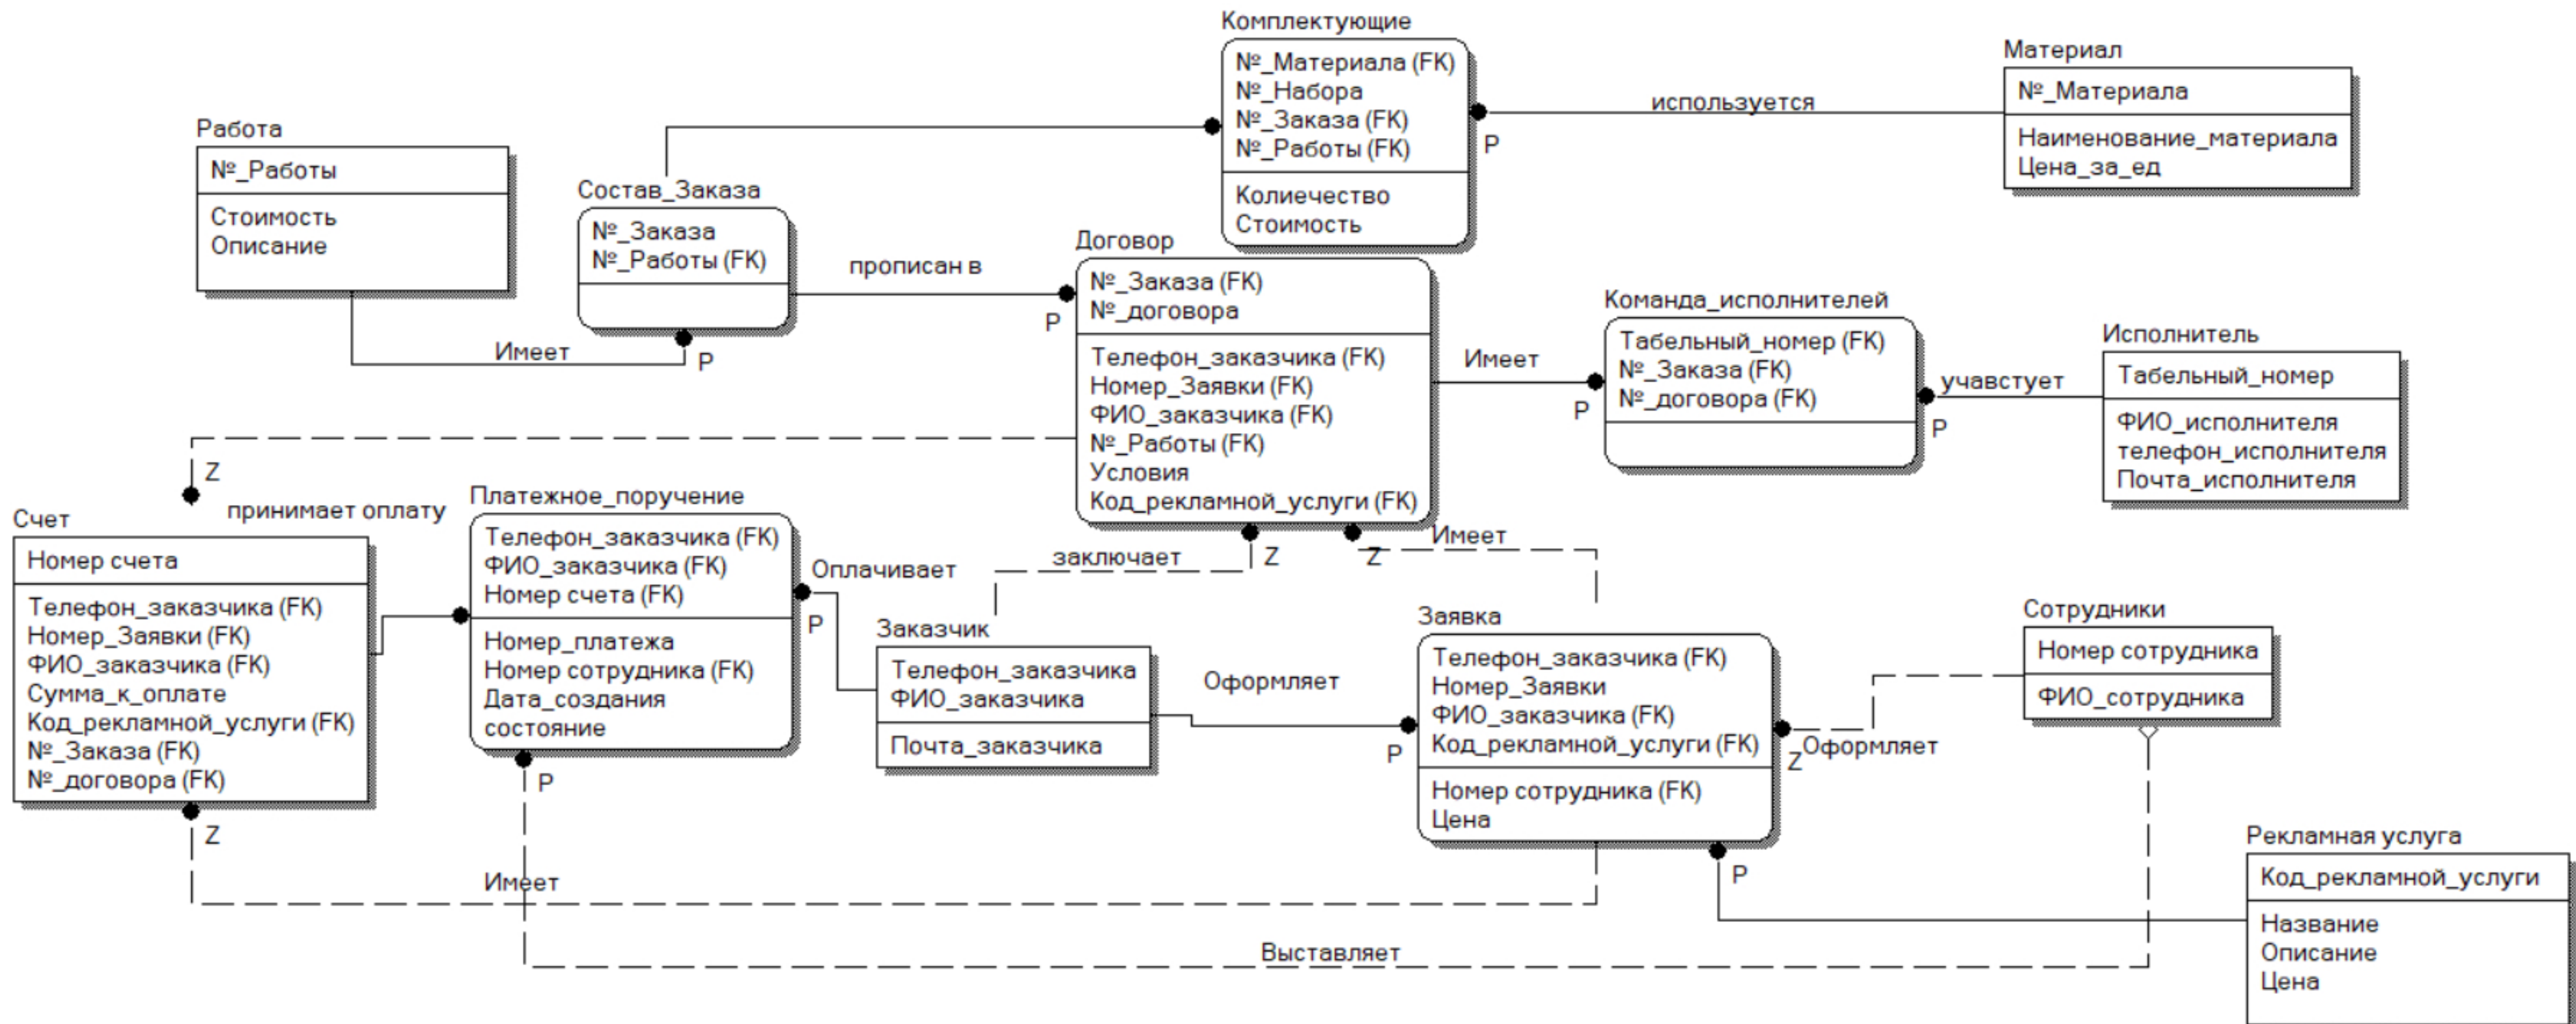 Комплектующие
№_Материала (FK)
№_Набора
№_Заказа (FK)
№_Работы (FK)
Колиечество
Стоимость
используется
P
Материал
№_Материала
Наименование_материала
Цена_за_ед
Работа
№_Работы
Стоимость
Описание
Имеет
P
Состав_Заказа
№_Заказа
№_Работы (FK)
прописан в
P
Договор
№_Заказа (FK)
№_договора
Телефон_заказчика (FK)
Номер_Заявки (FK)
ФИО_заказчика (FK)
№_Работы (FK)
Условия
Код_рекламной_услуги (FK)
Имеет
P
Команда_исполнителей
Табельный_номер (FK)
№_Заказа (FK)
№_договора (FK)
учавстует
P
Исполнитель
Табельный_номер
ФИО_исполнителя
телефон_исполнителя
Почта_исполнителя
Z
принимает оплату
Счет
Номер счета
Телефон_заказчика (FK)
Номер_Заявки (FK)
ФИО_заказчика (FK)
Сумма_к_оплате
Код_рекламной_услуги (FK)
№_Заказа (FK)
№_договора (FK)
Z
Платежное_поручение
Телефон_заказчика (FK)
ФИО_заказчика (FK)
Номер счета (FK)
Номер_платежа
Номер сотрудника (FK)
Дата_создания
состояние
P
Оплачивает
P
заключает
Z
Z
Имеет
Заказчик
Телефон_заказчика
ФИО_заказчика
Почта_заказчика
Оформляет
P
Заявка
Телефон_заказчика (FK)
Номер_Заявки
ФИО_заказчика (FK)
Код_рекламной_услуги (FK)
Номер сотрудника (FK)
Цена
Z
Оформляет
P
Сотрудники
Номер сотрудника
ФИО_сотрудника
Имеет
Выставляет
Рекламная услуга
Код_рекламной_услуги
Название
Описание
Цена